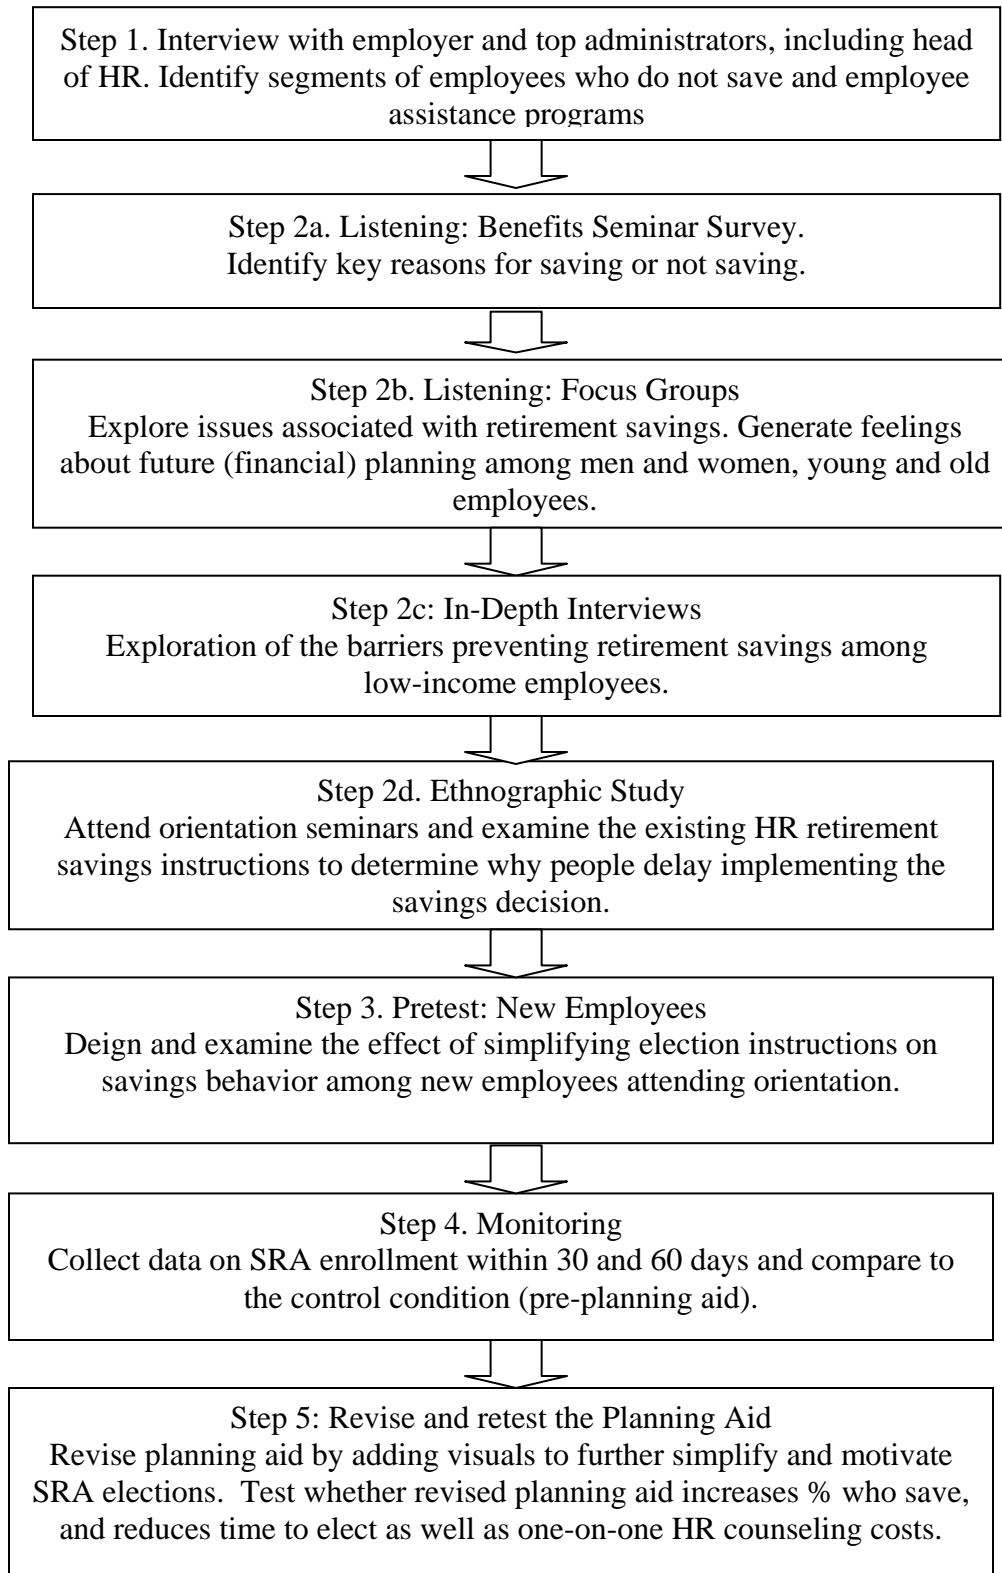 Step 1. Interview with employer and top administrators, including head
of HR. Identify segments of employees who do not save and employee
assistance programs
Step 2a. Listening: Benefits Seminar Survey.
Identify key reasons for saving or not saving.
Step 2b. Listening: Focus Groups
Explore issues associated with retirement savings. Generate feelings
about future (financial) planning among men and women, young and old
employees.
Step 2c: In-Depth Interviews
Exploration of the barriers preventing retirement savings among
low-income employees.
Step 2d. Ethnographic Study
Attend orientation seminars and examine the existing HR retirement
savings instructions to determine why people delay implementing the
savings decision.
Step 3. Pretest: New Employees
Deign and examine the effect of simplifying election instructions on
savings behavior among new employees attending orientation.
Step 4. Monitoring
Collect data on SRA enrollment within 30 and 60 days and compare to
the control condition (pre-planning aid).
Step 5: Revise and retest the Planning Aid
Revise planning aid by adding visuals to further simplify and motivate
SRA elections.  Test whether revised planning aid increases % who save,
and reduces time to elect as well as one-on-one HR counseling costs.